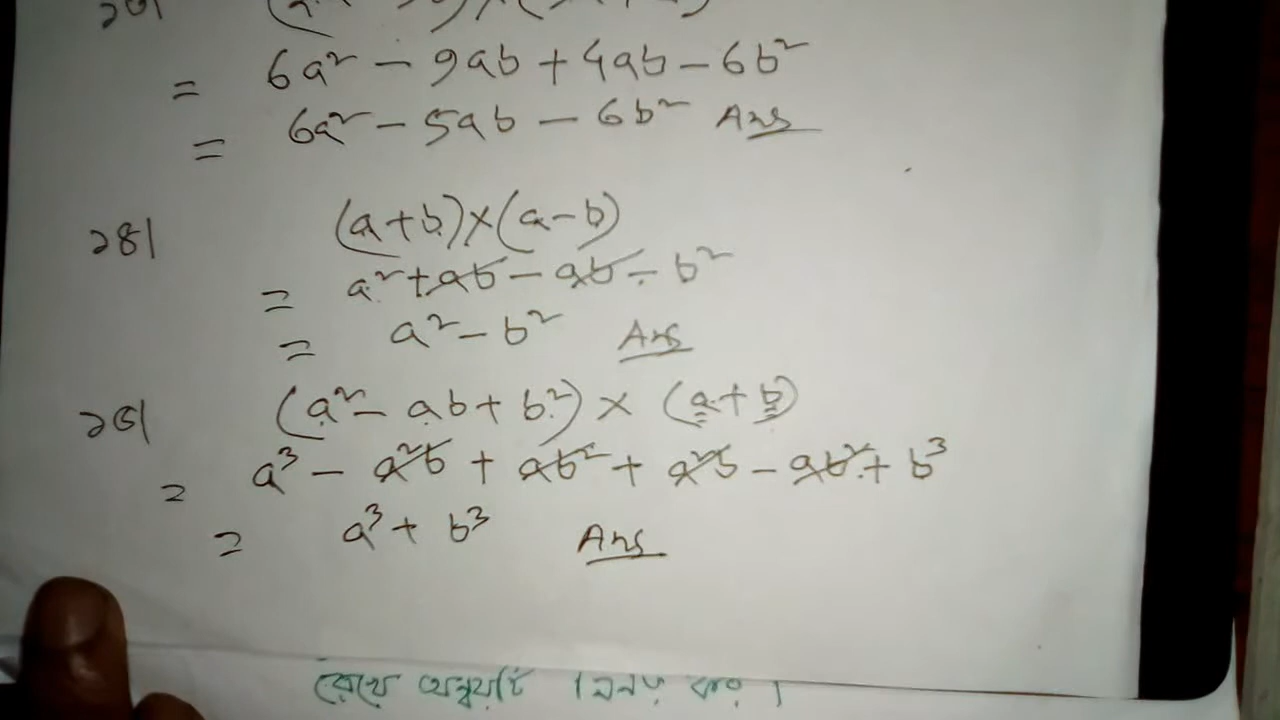 = 6a² - 9ab + 4ab - 6b²
= 6a² - 5ab - 6b² Ans
১৪। (a+b)×(a-b)
= a² + ab - ab - b²
= a² - b² Ans
১৫। (a² - ab + b²) × (a+b)
= a³ - a²b + ab² + a²b - ab² + b³
= a³ + b³ Ans
রেখে